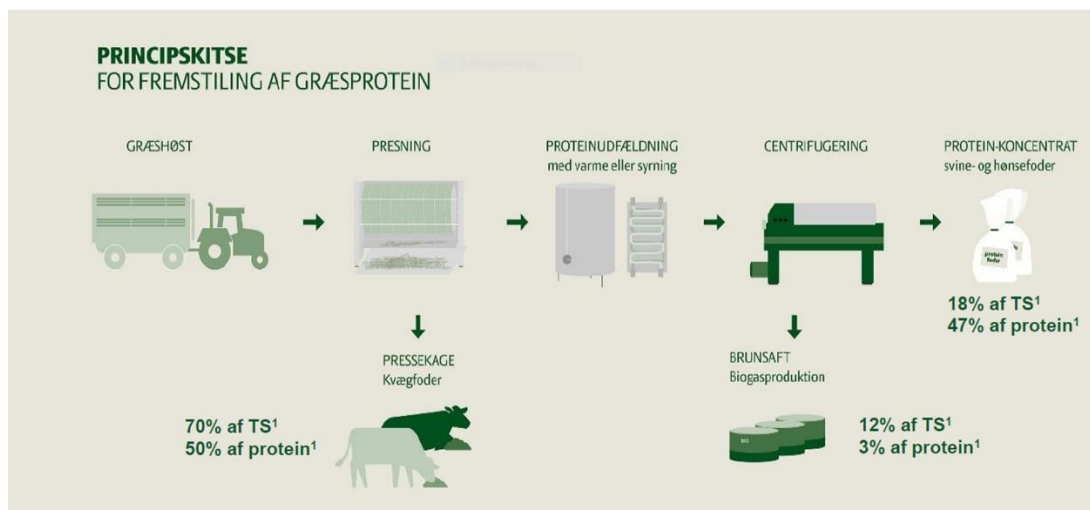 PRINCIPSKITSE
FOR FREMSTILING AF GRÆSPROTEIN
GRÆSHØST
PRESNING
PROTEINUDFÆLDNING
med varme eller syrning
CENTRIFUGERING
PROTEIN-KONCENTRAT
svine- og hønsefoder
protein
foder
18% af TS¹
47% af protein¹
PRESSEKAGE
Kvægfoder
70% af TS¹
50% af protein¹
BRUNSAFT
Biogasproduktion
BIO
12% af TS¹
3% af protein¹